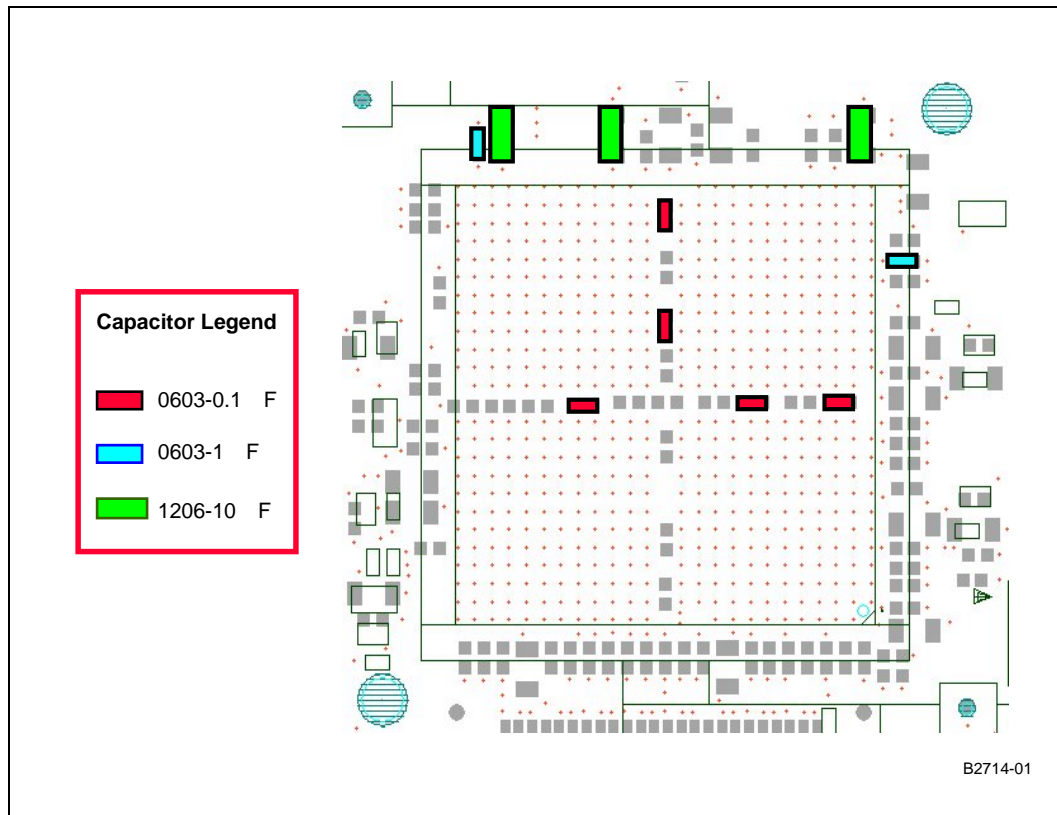 Capacitor Legend
0603-0.1 F
0603-1 F
1206-10 F
B2714-01